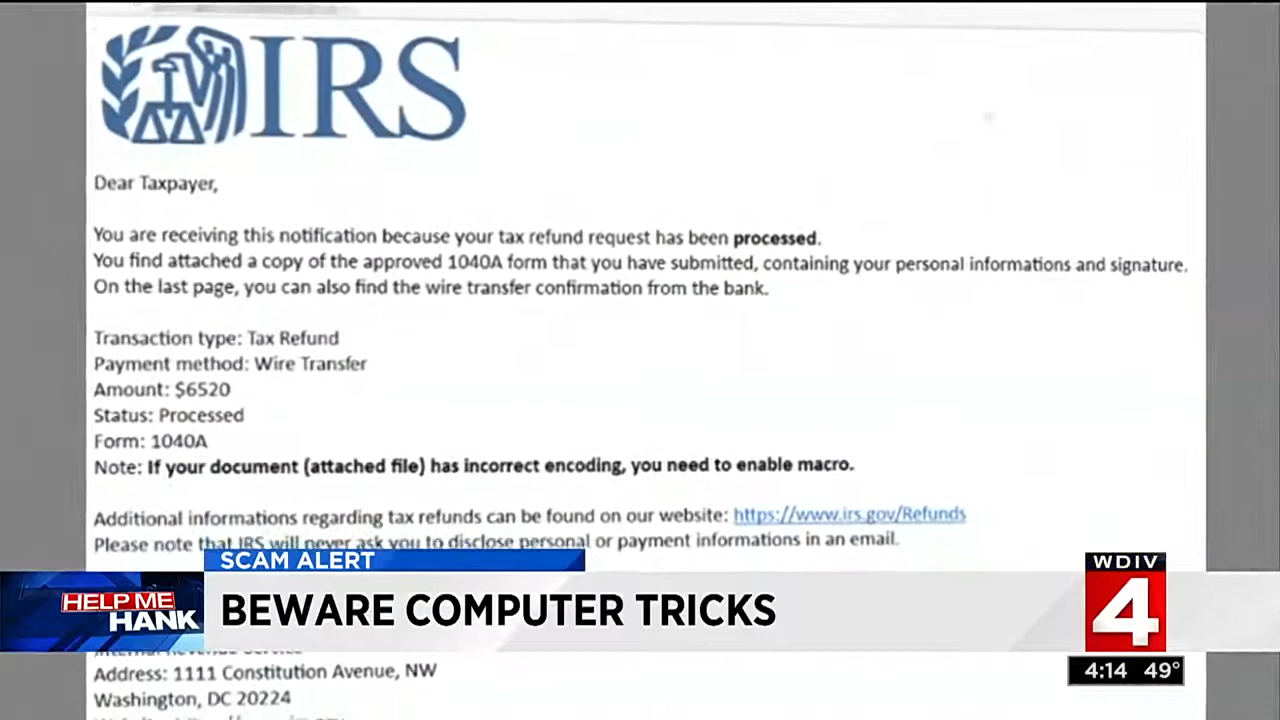 IRS
Dear Taxpayer,
You are receiving this notification because your tax refund request has been processed.
You find attached a copy of the approved 1040A form that you have submitted, containing your personal informations and signature.
On the last page, you can also find the wire transfer confirmation from the bank.
Transaction type: Tax Refund
Payment method: Wire Transfer
Amount: $6520
Status: Processed
Form: 1040A
Note: If your document (attached file) has incorrect encoding, you need to enable macro.
Additional informations regarding tax refunds can be found on our website: https://www.irs.gov/Refunds
Please note that IRS will never ask you to disclose personal or payment informations in an email.
SCAM ALERT
HELP ME
HANK
BEWARE COMPUTER TRICKS
WDIV
4
4:14 49°
Address: 1111 Constitution Avenue, NW
Washington, DC 20224